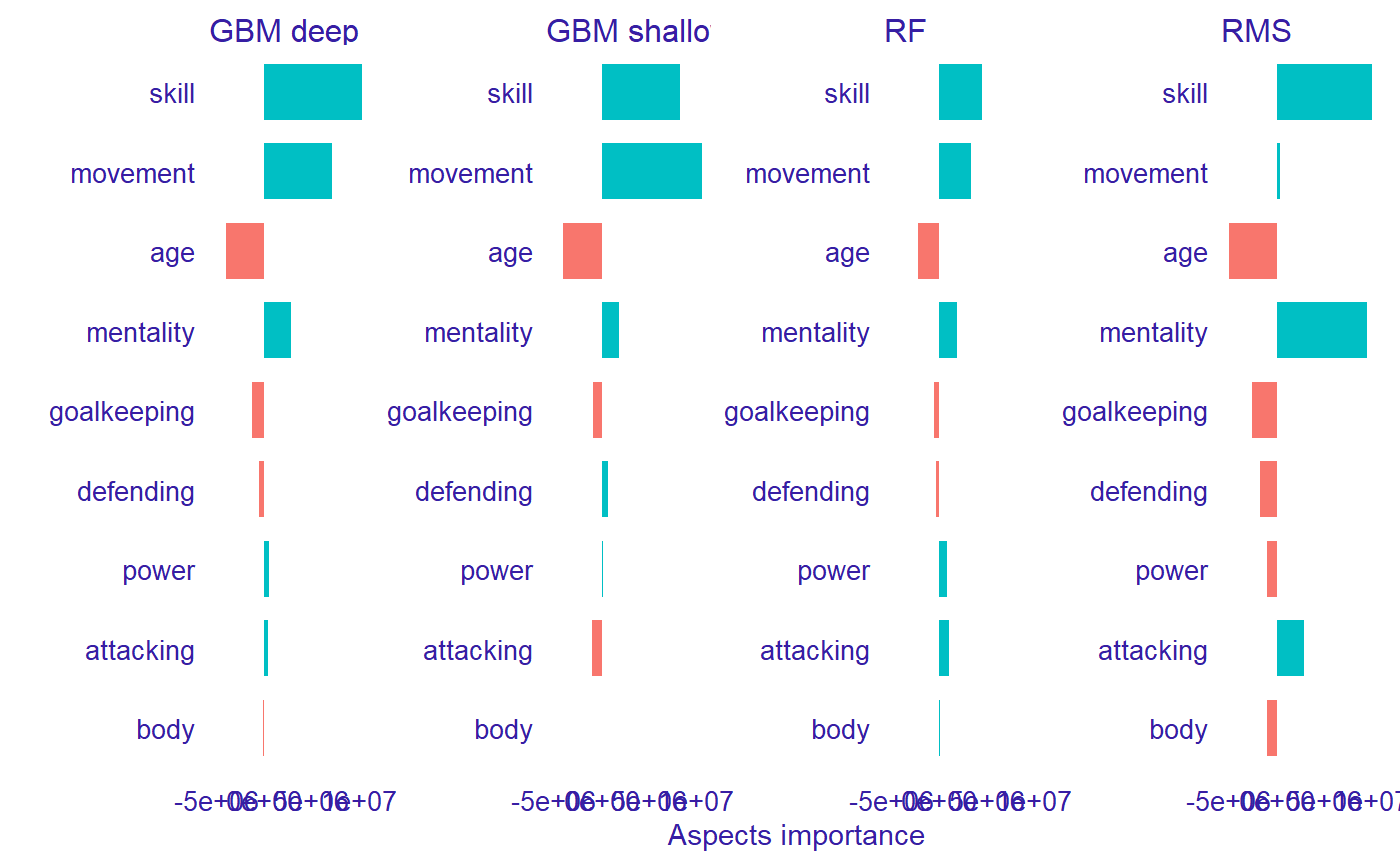 GBM deep GBM shallo RF RMS
skill skill skill skill
movement movement movement movement
age age age age
mentality mentality mentality mentality
goalkeeping goalkeeping goalkeeping goalkeeping
defending defending defending defending
power power power power
attacking attacking attacking attacking
body body body body
-5e+06 0e+00 5e+06 1e+07 -5e+06 0e+00 5e+06 1e+07 -5e+06 0e+00 5e+06 1e+07 -5e+06 0e+00 5e+06 1e+07
Aspects importance